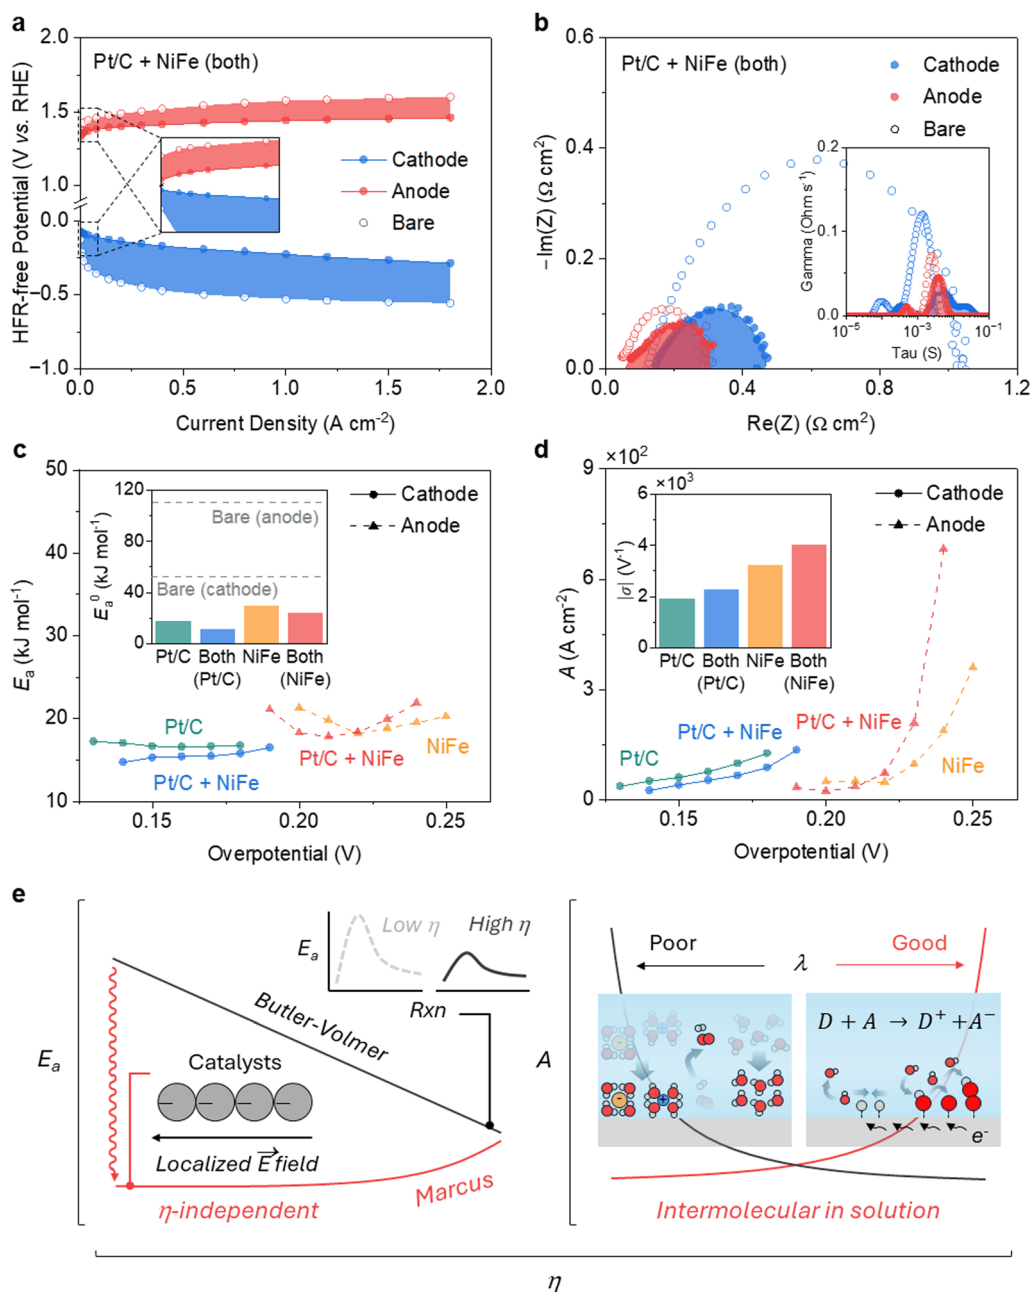 a
Pt/C + NiFe (both)
HFR-free Potential (V vs. RHE)
2.0
1.5
1.0
0.0
−0.5
−1.0
Cathode
Anode
Bare
0.0
0.5
1.0
1.5
2.0
Current Density (A cm⁻²)
b
Pt/C + NiFe (both)
−Im(Z) (Ω cm²)
0.6
0.4
0.2
0.0
Cathode
Anode
Bare
Gamma (Ohm s⁻¹)
0.2
0.1
0.0
10⁻⁵
10⁻³
10⁻¹
Tau (S)
0.0
0.4
0.8
1.2
Re(Z) (Ω cm²)
c
Eₐ (kJ mol⁻¹)
50
40
30
20
10
Cathode
Anode
Eₐ⁰ (kJ mol⁻¹)
120
80
40
0
Bare (anode)
Bare (cathode)
Pt/C
Both
(Pt/C)
NiFe
Both
(NiFe)
Pt/C
Pt/C + NiFe
Pt/C + NiFe
NiFe
0.15
0.20
0.25
Overpotential (V)
d
×10²
A (A cm⁻²)
9
6
3
0
Cathode
Anode
×10³
|σ| (V⁻¹)
6
4
2
0
Pt/C
Both
(Pt/C)
NiFe
Both
(NiFe)
Pt/C
Pt/C + NiFe
Pt/C + NiFe
NiFe
0.15
0.20
0.25
Overpotential (V)
e
Eₐ
Eₐ
Low η
High η
Rxn
Butler-Volmer
Catalysts
Localized E⃗ field
η-independent
Marcus
A
Poor
λ
Good
D + A → D⁺ + A⁻
−
+
e⁻
Intermolecular in solution
η